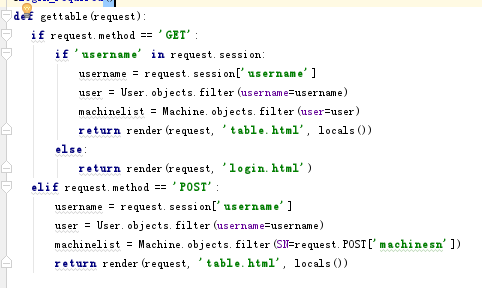 def gettable(request):
    if request.method == 'GET':
        if 'username' in request.session:
            username = request.session['username']
            user = User.objects.filter(username=username)
            machinelist = Machine.objects.filter(user=user)
            return render(request, 'table.html', locals())
        else:
            return render(request, 'login.html')
    elif request.method == 'POST':
        username = request.session['username']
        user = User.objects.filter(username=username)
        machinelist = Machine.objects.filter(SN=request.POST['machinesn'])
        return render(request, 'table.html', locals())